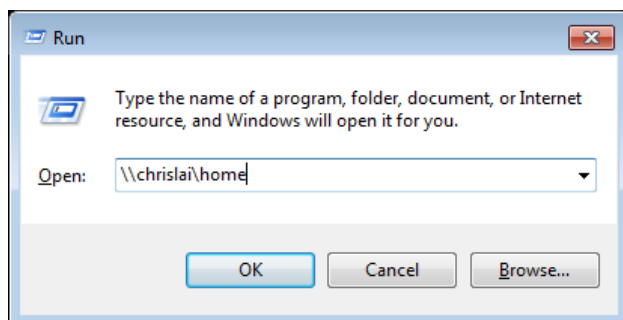 Run
Type the name of a program, folder, document, or Internet
resource, and Windows will open it for you.
Open: \\chrislai\home
OK Cancel Browse...